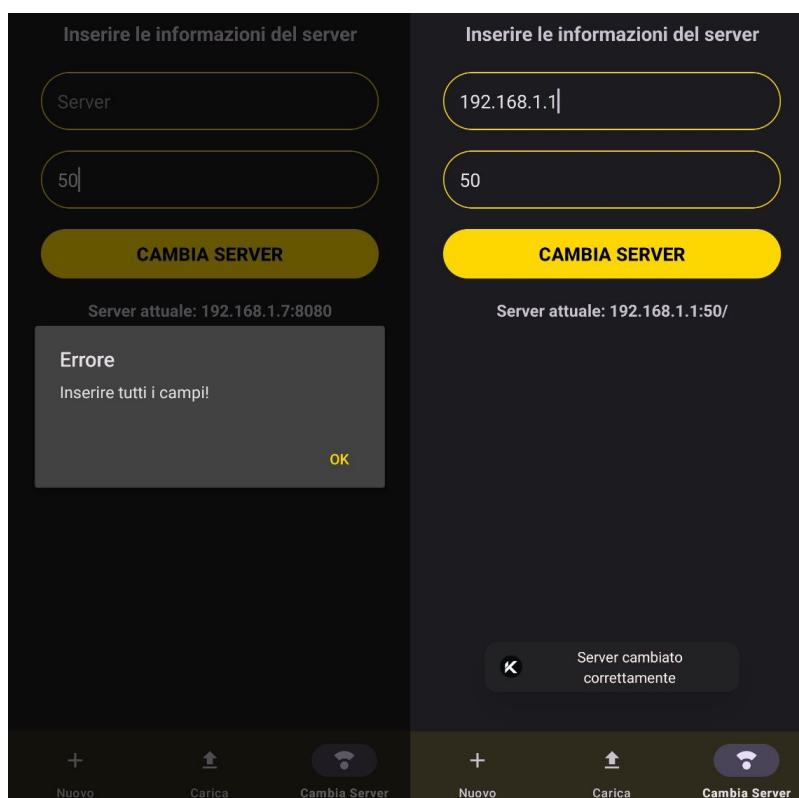 Inserire le informazioni del server
Server
50
CAMBIA SERVER
Server attuale: 192.168.1.7:8080
Errore
Inserire tutti i campi!
OK
Nuovo
Carica
Cambia Server
Inserire le informazioni del server
192.168.1.1
50
CAMBIA SERVER
Server attuale: 192.168.1.1:50/
Server cambiato
correttamente
Nuovo
Carica
Cambia Server